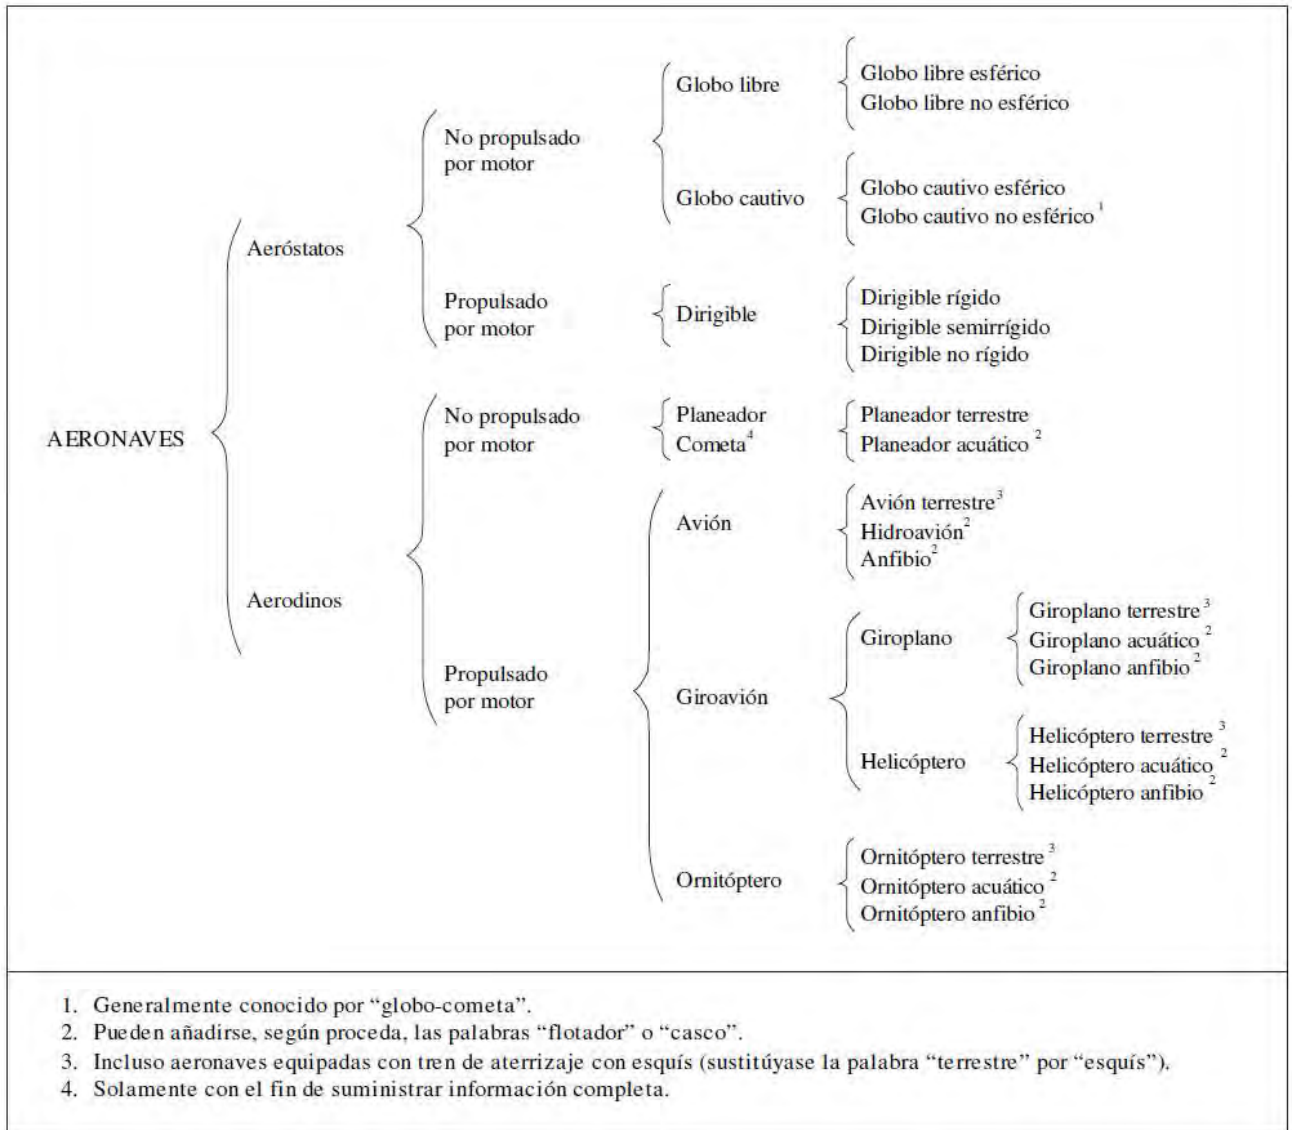 AERONAVES
Aeróstatos
No propulsado
por motor
Globo libre
Globo libre esférico
Globo libre no esférico
Globo cautivo
Globo cautivo esférico
Globo cautivo no esférico 1
Propulsado
por motor
Dirigible
Dirigible rígido
Dirigible semirrígido
Dirigible no rígido
Aerodinos
No propulsado
por motor
Planeador
Cometa4
Planeador terrestre
Planeador acuático 2
Propulsado
por motor
Avión
Avión terrestre3
Hidroavión2
Anfibio2
Giroavión
Giroplano
Giroplano terrestre 3
Giroplano acuático 2
Giroplano anfibio 2
Helicóptero
Helicóptero terrestre 3
Helicóptero acuático 2
Helicóptero anfibio 2
Ornitóptero
Ornitóptero terrestre 3
Ornitóptero acuático 2
Ornitóptero anfibio 2
1. Generalmente conocido por “globo-cometa”.
2. Pueden añadirse, según proceda, las palabras “flotador” o “casco”.
3. Incluso aeronaves equipadas con tren de aterrizaje con esquís (sustitúyase la palabra “terrestre” por “esquís”).
4. Solamente con el fin de suministrar información completa.